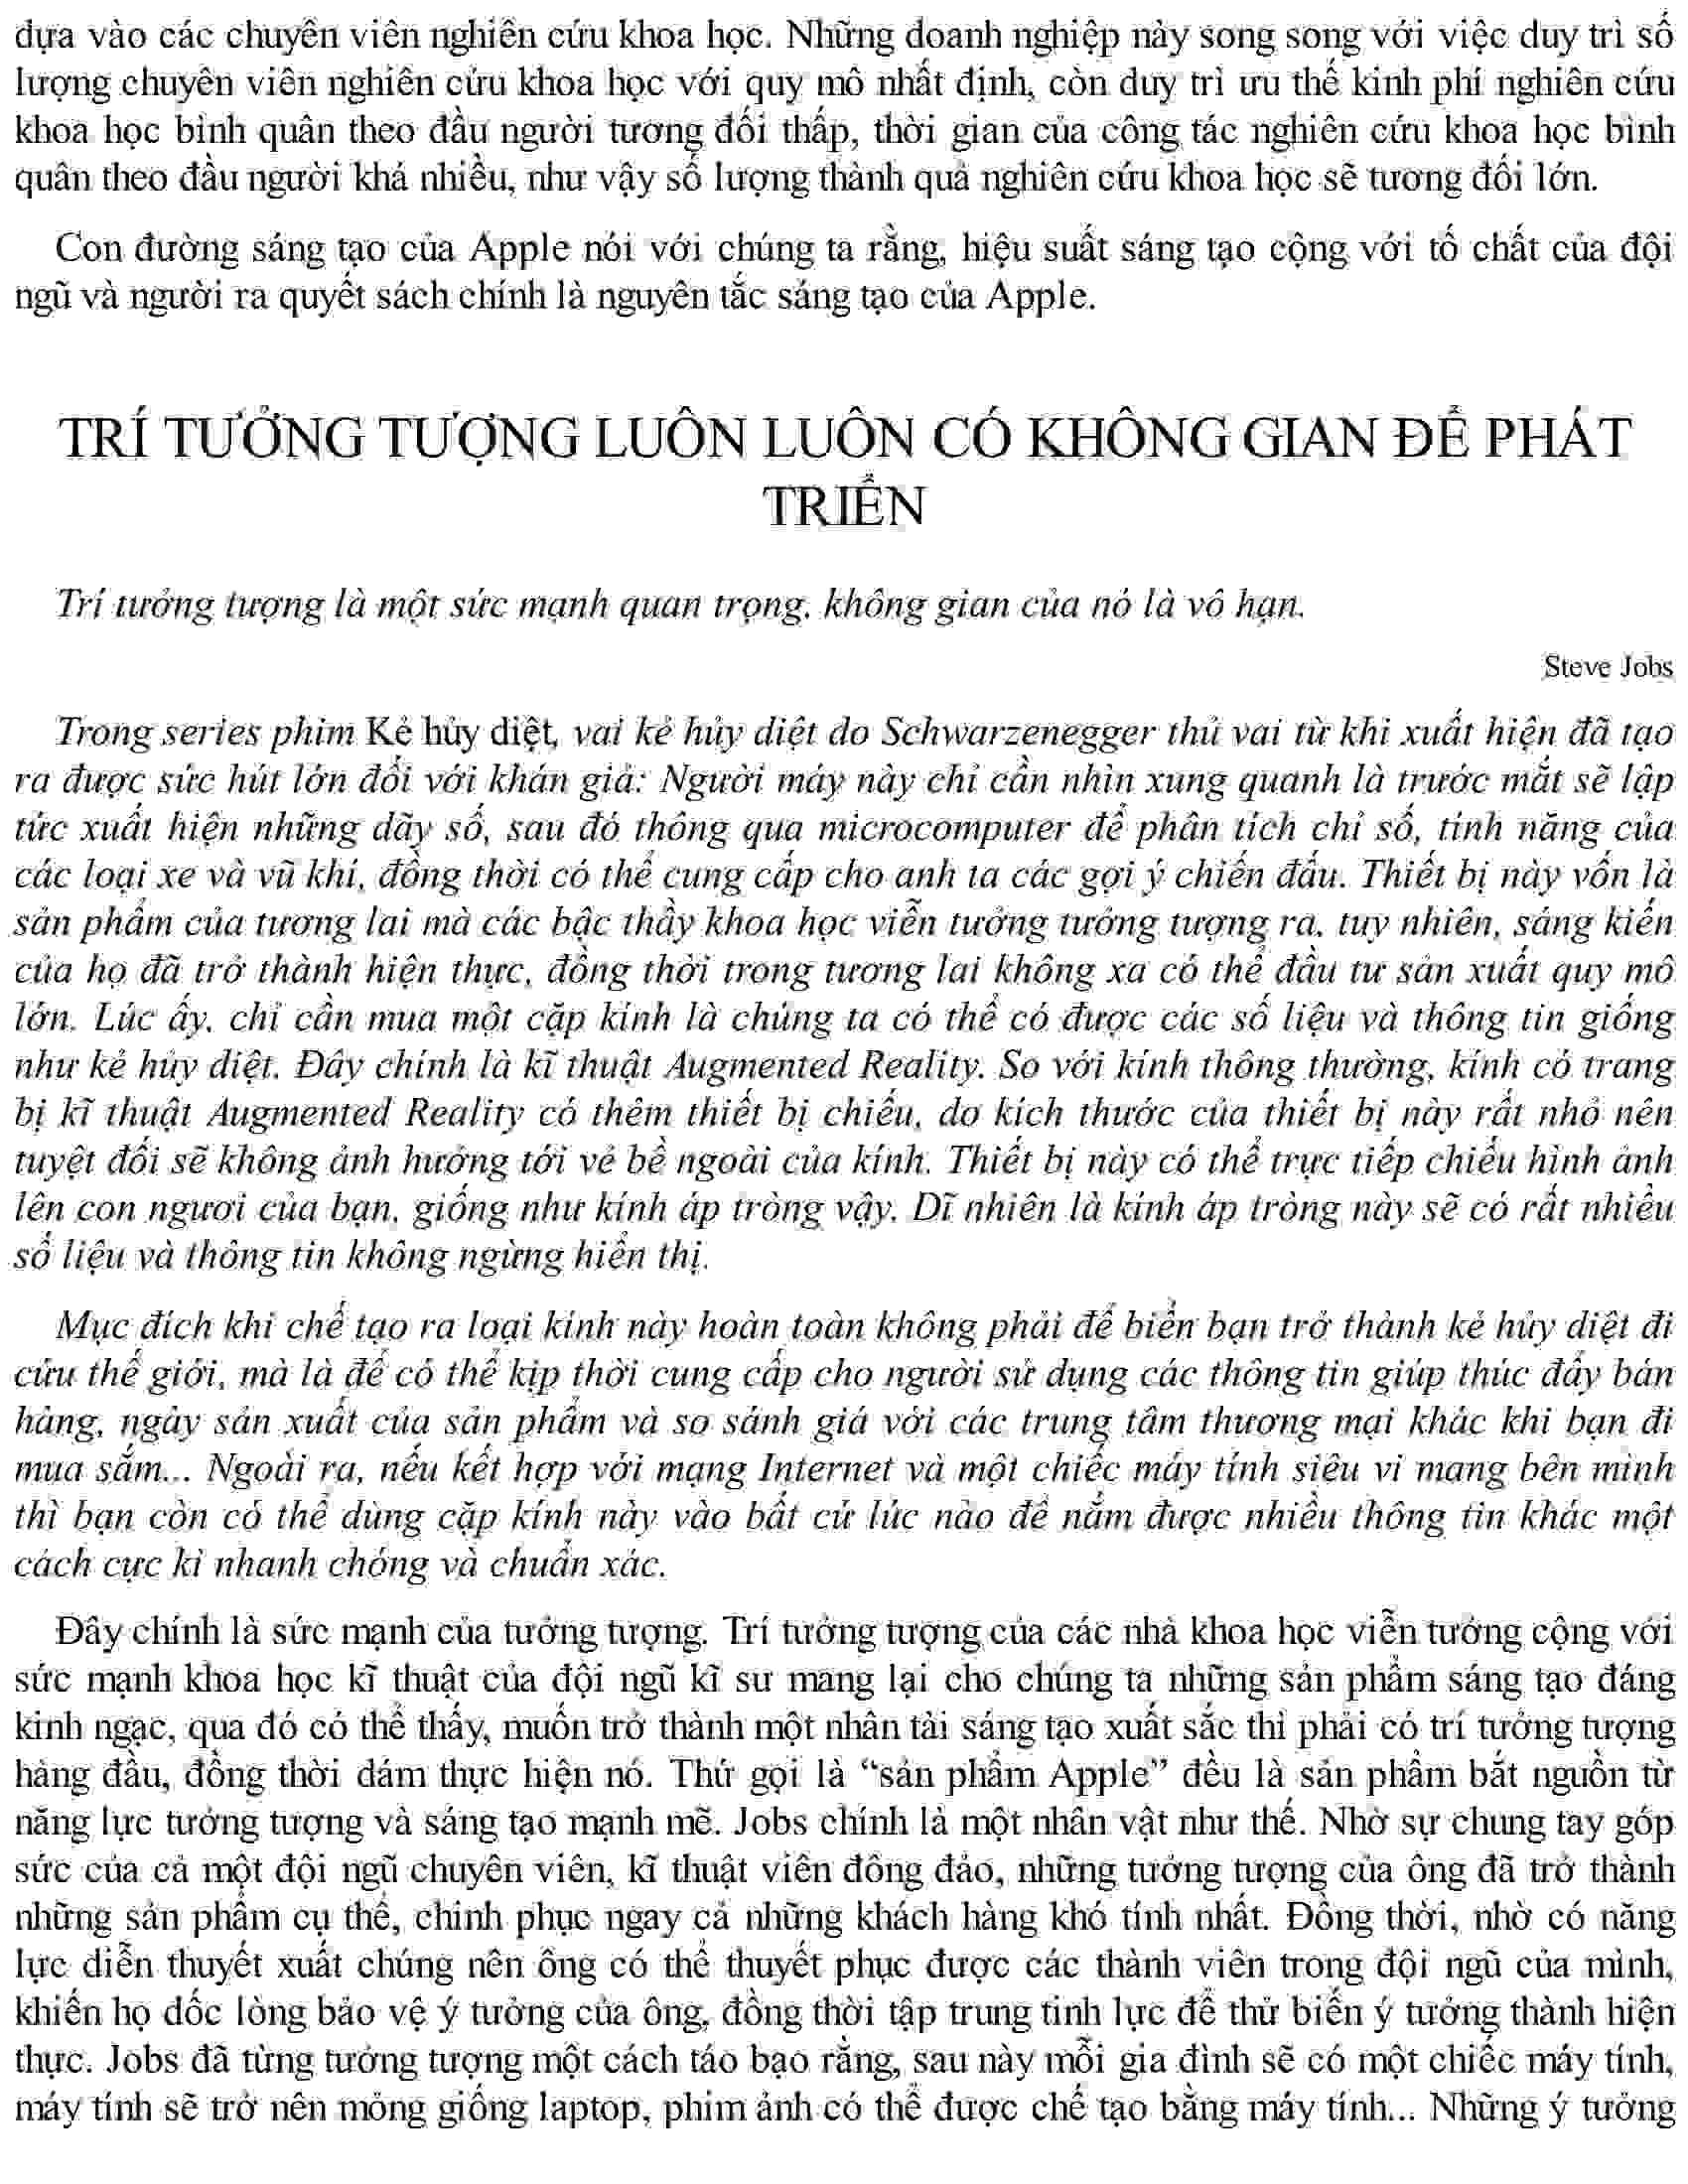 dựa vào các chuyên viên nghiên cứu khoa học. Những doanh nghiệp này song song với việc duy trì số
lượng chuyên viên nghiên cứu khoa học với quy mô nhất định, còn duy trì ưu thế kinh phí nghiên cứu
khoa học bình quân theo đầu người tương đối thấp, thời gian của công tác nghiên cứu khoa học bình
quân theo đầu người khá nhiều, như vậy số lượng thành quả nghiên cứu khoa học sẽ tương đối lớn.
Con đường sáng tạo của Apple nói với chúng ta rằng, hiệu suất sáng tạo cộng với tố chất của đội
ngũ và người ra quyết sách chính là nguyên tắc sáng tạo của Apple.
TRÍ TƯỞNG TƯỢNG LUÔN LUÔN CÓ KHÔNG GIAN ĐỂ PHÁT
TRIỂN
Trí tưởng tượng là một sức mạnh quan trọng, không gian của nó là vô hạn.
Steve Jobs
Trong series phim Kẻ hủy diệt, vai kẻ hủy diệt do Schwarzenegger thủ vai từ khi xuất hiện đã tạo
ra được sức hút lớn đối với khán giả: Người máy này chỉ cần nhìn xung quanh là trước mắt sẽ lập
tức xuất hiện những dãy số, sau đó thông qua microcomputer để phân tích chỉ số, tính năng của
các loại xe và vũ khí, đồng thời có thể cung cấp cho anh ta các gợi ý chiến đấu. Thiết bị này vốn là
sản phẩm của tương lai mà các bậc thầy khoa học viễn tưởng tưởng tượng ra, tuy nhiên, sáng kiến
của họ đã trở thành hiện thực, đồng thời trong tương lai không xa có thể đầu tư sản xuất quy mô
lớn. Lúc ấy, chỉ cần mua một cặp kính là chúng ta có thể có được các số liệu và thông tin giống
như kẻ hủy diệt. Đây chính là kĩ thuật Augmented Reality. So với kính thông thường, kính có trang
bị kĩ thuật Augmented Reality có thêm thiết bị chiếu, do kích thước của thiết bị này rất nhỏ nên
tuyệt đối sẽ không ảnh hưởng tới vẻ bề ngoài của kính. Thiết bị này có thể trực tiếp chiếu hình ảnh
lên con ngươi của bạn, giống như kính áp tròng vậy. Dĩ nhiên là kính áp tròng này sẽ có rất nhiều
số liệu và thông tin không ngừng hiển thị.
Mục đích khi chế tạo ra loại kính này hoàn toàn không phải để biến bạn trở thành kẻ hủy diệt đi
cứu thế giới, mà là để có thể kịp thời cung cấp cho người sử dụng các thông tin giúp thúc đẩy bán
hàng, ngày sản xuất của sản phẩm và so sánh giá với các trung tâm thương mại khác khi bạn đi
mua sắm... Ngoài ra, nếu kết hợp với mạng Internet và một chiếc máy tính siêu vi mang bên mình
thì bạn còn có thể dùng cặp kính này vào bất cứ lúc nào để nắm được nhiều thông tin khác một
cách cực kì nhanh chóng và chuẩn xác.
Đây chính là sức mạnh của tưởng tượng. Trí tưởng tượng của các nhà khoa học viễn tưởng cộng với
sức mạnh khoa học kĩ thuật của đội ngũ kĩ sư mang lại cho chúng ta những sản phẩm sáng tạo đáng
kinh ngạc, qua đó có thể thấy, muốn trở thành một nhân tài sáng tạo xuất sắc thì phải có trí tưởng tượng
hàng đầu, đồng thời dám thực hiện nó. Thứ gọi là “sản phẩm Apple” đều là sản phẩm bắt nguồn từ
năng lực tưởng tượng và sáng tạo mạnh mẽ. Jobs chính là một nhân vật như thế. Nhờ sự chung tay góp
sức của cả một đội ngũ chuyên viên, kĩ thuật viên đông đảo, những tưởng tượng của ông đã trở thành
những sản phẩm cụ thể, chinh phục ngay cả những khách hàng khó tính nhất. Đồng thời, nhờ có năng
lực diễn thuyết xuất chúng nên ông có thể thuyết phục được các thành viên trong đội ngũ của mình,
khiến họ dốc lòng bảo vệ ý tưởng của ông, đồng thời tập trung tinh lực để thử biến ý tưởng thành hiện
thực. Jobs đã từng tưởng tượng một cách táo bạo rằng, sau này mỗi gia đình sẽ có một chiếc máy tính,
máy tính sẽ trở nên mỏng giống laptop, phim ảnh có thể được chế tạo bằng máy tính... Những ý tưởng